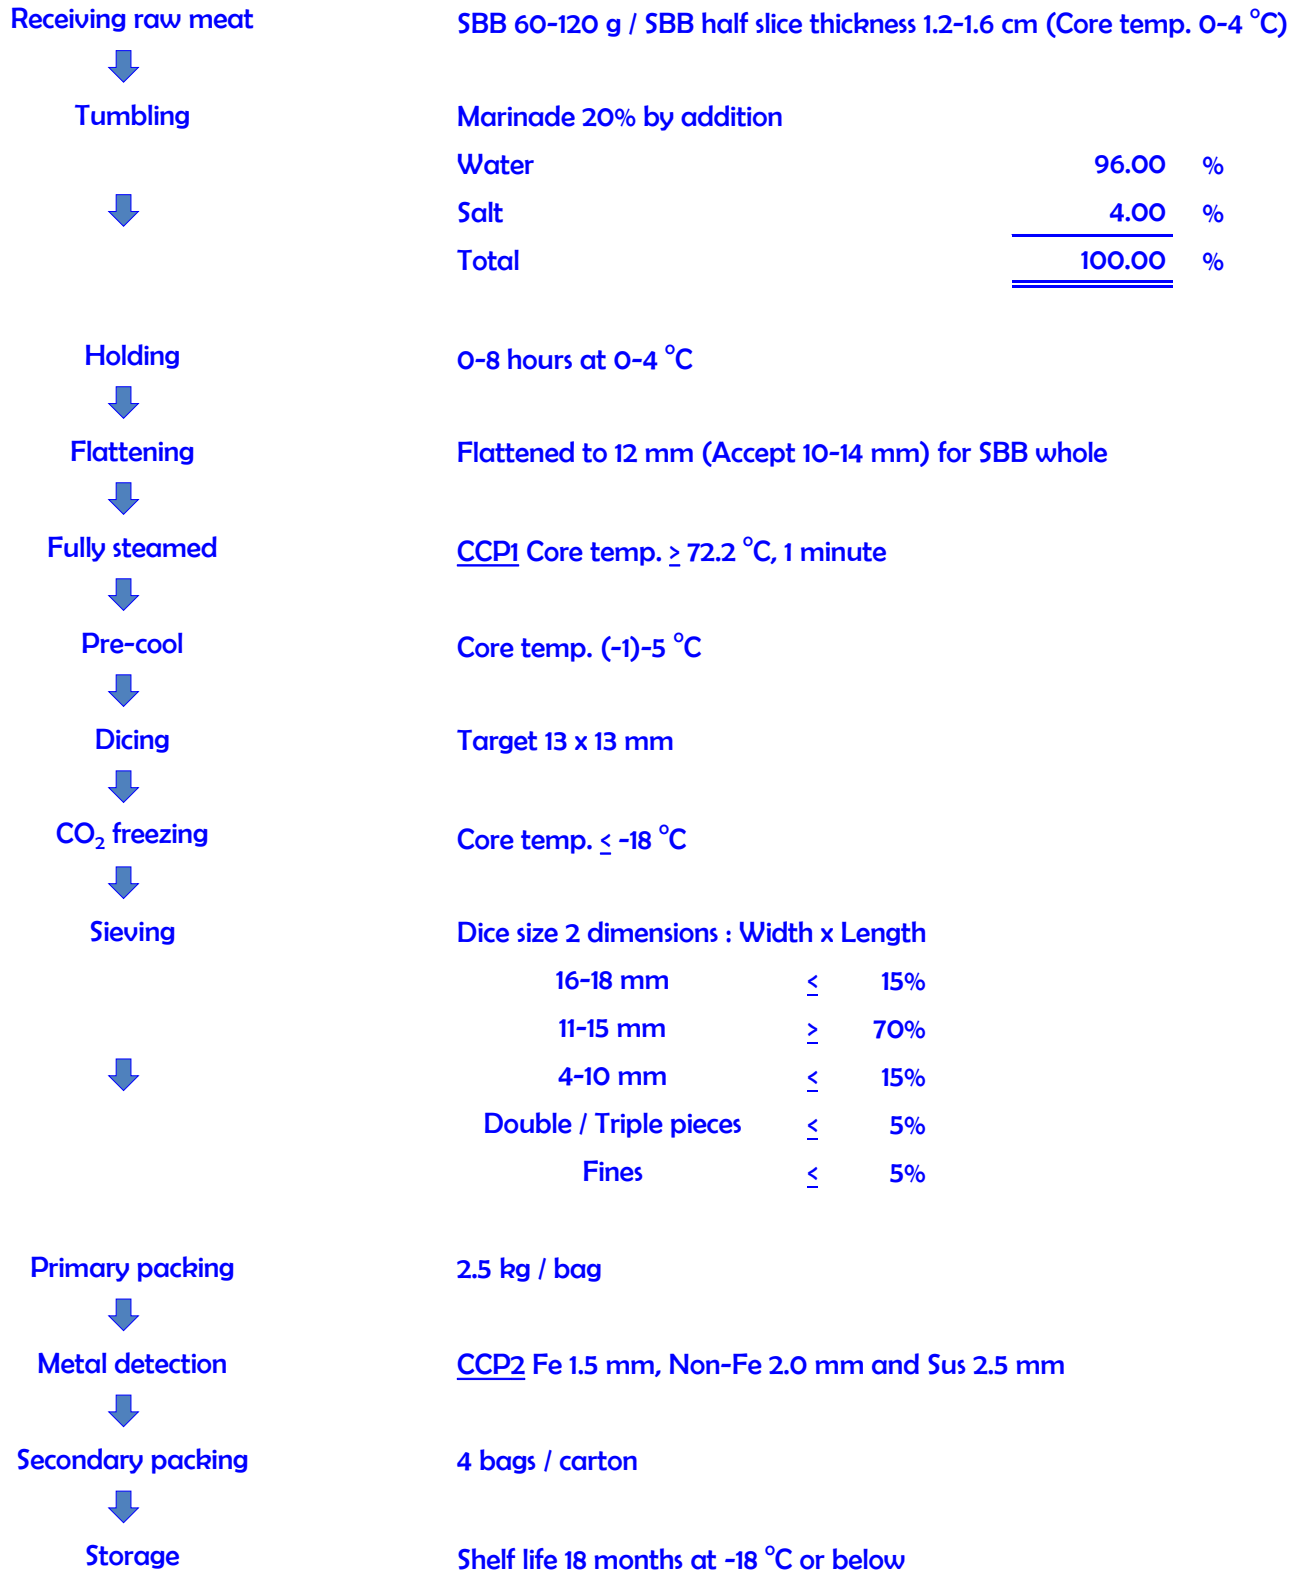 Receiving raw meat SBB 60-120 g / SBB half slice thickness 1.2-1.6 cm (Core temp. 0-4 °C)
Tumbling Marinade 20% by addition
Water 96.00 %
Salt 4.00 %
Total 100.00 %
Holding 0-8 hours at 0-4 °C
Flattening Flattened to 12 mm (Accept 10-14 mm) for SBB whole
Fully steamed CCP1 Core temp. ≥ 72.2 °C, 1 minute
Pre-cool Core temp. (-1)-5 °C
Dicing Target 13 x 13 mm
CO₂ freezing Core temp. ≤ -18 °C
Sieving Dice size 2 dimensions : Width x Length
16-18 mm ≤ 15%
11-15 mm ≥ 70%
4-10 mm ≤ 15%
Double / Triple pieces ≤ 5%
Fines ≤ 5%
Primary packing 2.5 kg / bag
Metal detection CCP2 Fe 1.5 mm, Non-Fe 2.0 mm and Sus 2.5 mm
Secondary packing 4 bags / carton
Storage Shelf life 18 months at -18 °C or below